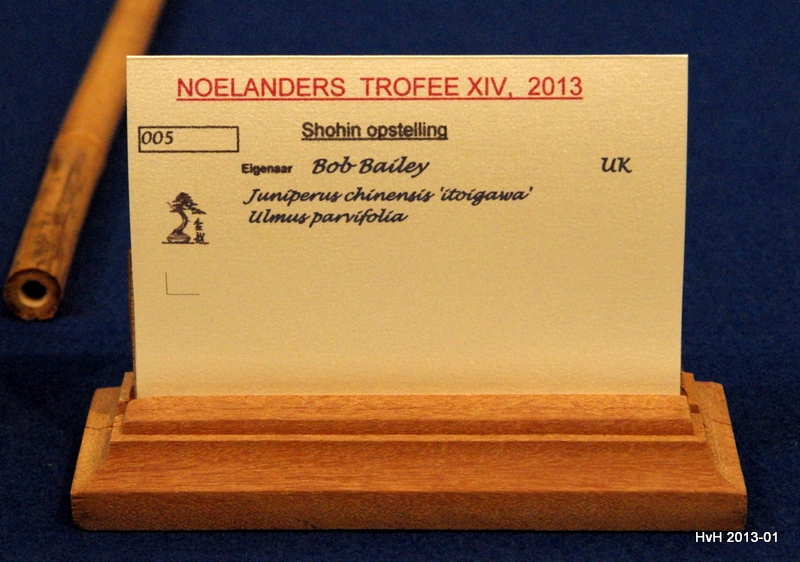 NOELANDERS TROFEE XIV, 2013
005
Shohin opstelling
Eigenaar Bob Bailey UK
Juniperus chinensis 'itoigawa'
Ulmus parvifolia
HvH 2013-01